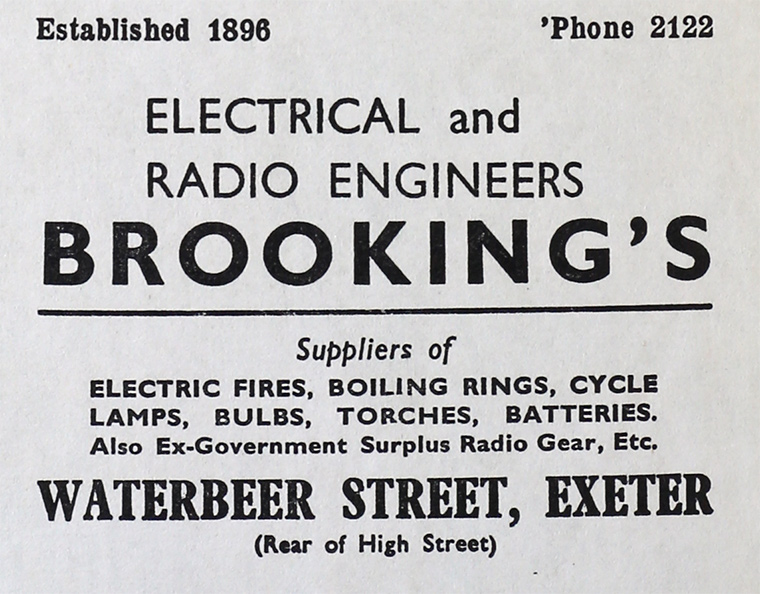 Established 1896 'Phone 2122
ELECTRICAL and
RADIO ENGINEERS
BROOKING'S
Suppliers of
ELECTRIC FIRES, BOILING RINGS, CYCLE
LAMPS, BULBS, TORCHES, BATTERIES.
Also Ex-Government Surplus Radio Gear, Etc.
WATERBEER STREET, EXETER
(Rear of High Street)